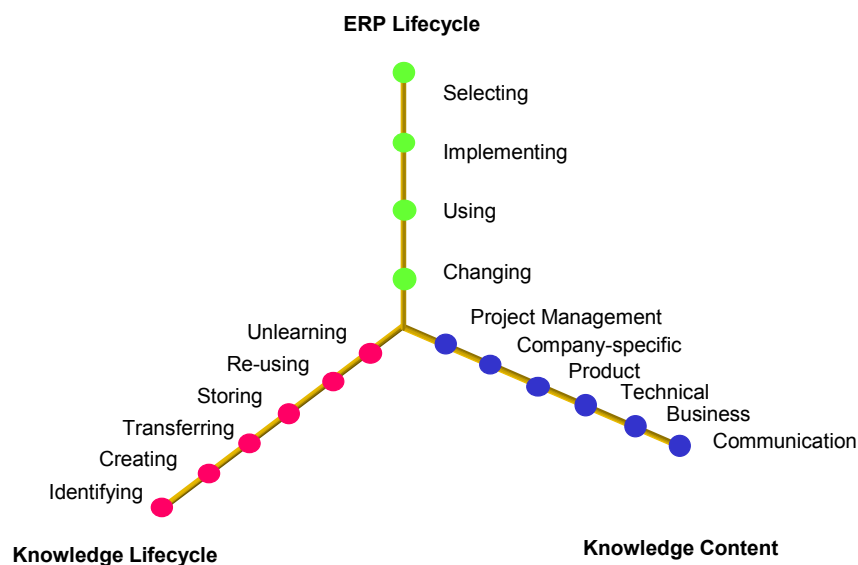 ERP Lifecycle
Selecting
Implementing
Using
Changing
Project Management
Company-specific
Product
Technical
Business
Communication
Unlearning
Re-using
Storing
Transferring
Creating
Identifying
Knowledge Lifecycle
Knowledge Content